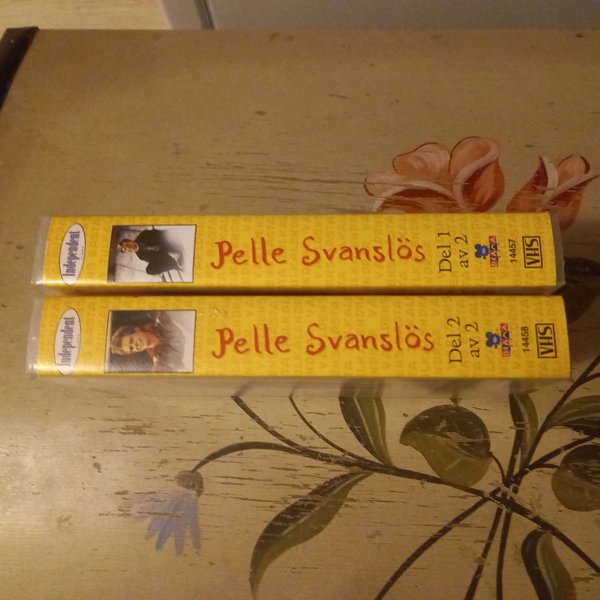 Independent
Pelle Svanslös
Del 1
av 2
14457
VHS
Independent
Pelle Svanslös
Del 2
av 2
14458
VHS